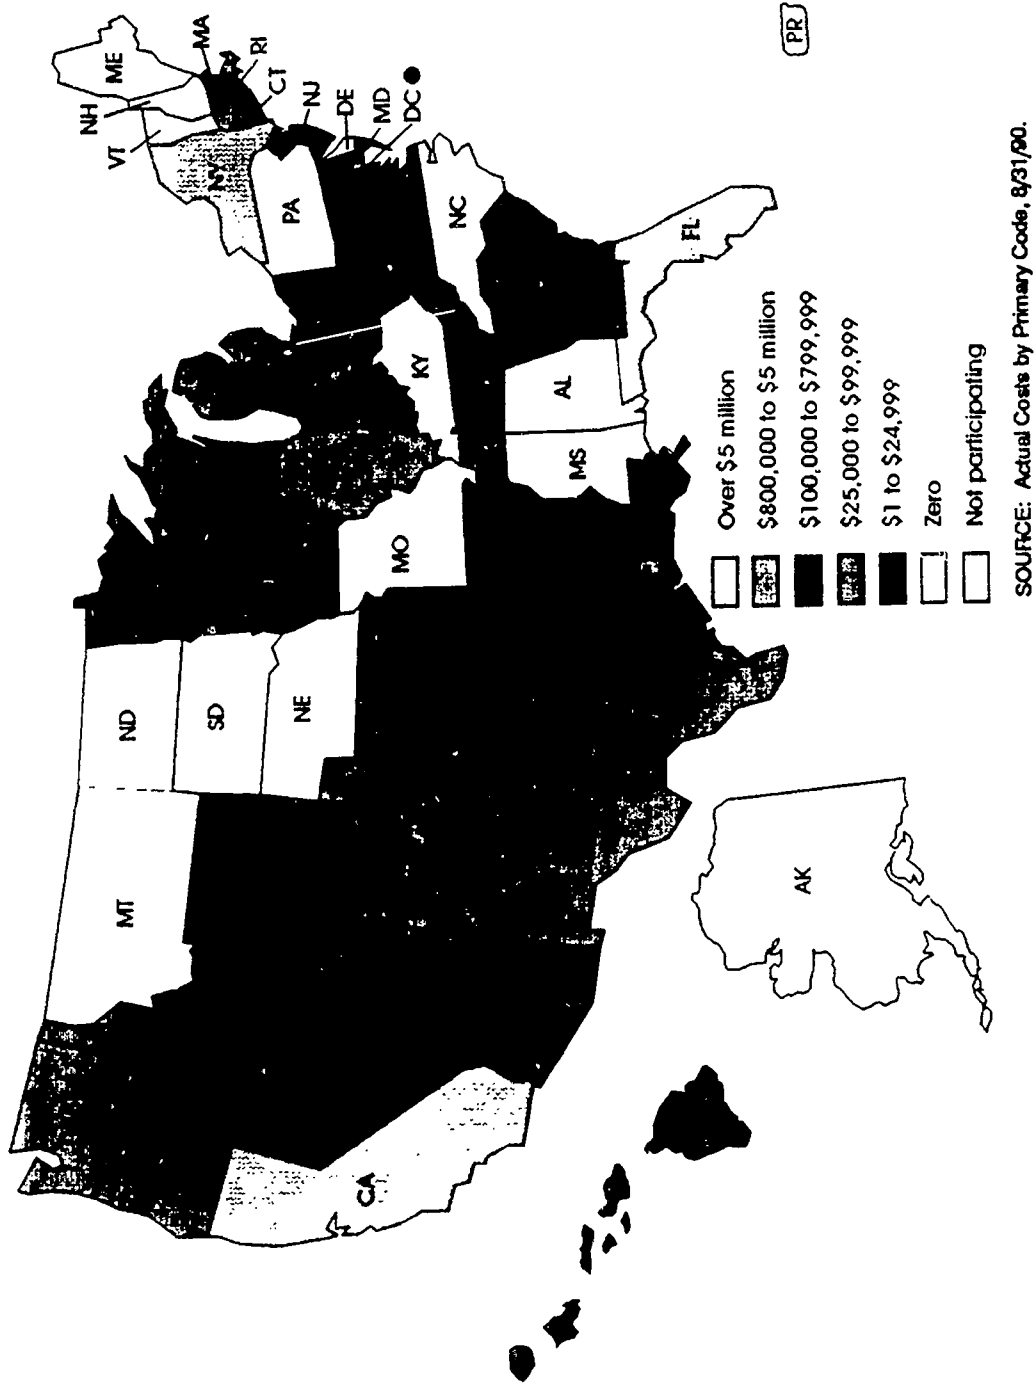 ME
NH
VT
MA
RI
CT
NY
NJ
PA
DE
MD
DC
NC
FL
KY
AL
MS
MO
ND
SD
NE
MT
CA
AK
PR
Over $5 million
$800,000 to $5 million
$100,000 to $799,999
$25,000 to $99,999
$1 to $24,999
Zero
Not participating
SOURCE: Actual Costs by Primary Code, 8/31/90.